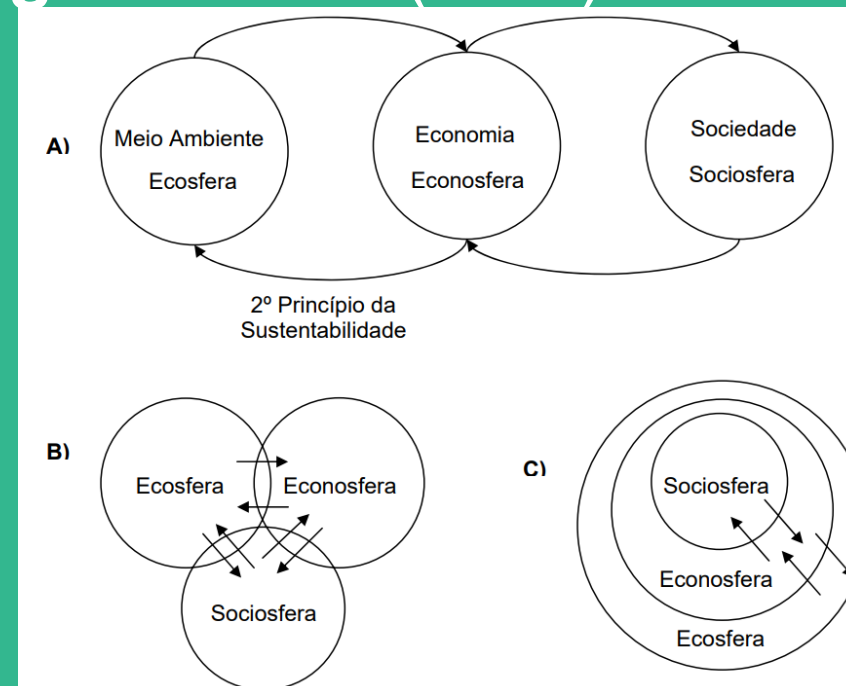 A)
Meio Ambiente
Ecosfera
Economia
Econosfera
Sociedade
Sociosfera
2º Princípio da
Sustentabilidade
B)
Ecosfera
Econosfera
Sociosfera
C)
Sociosfera
Econosfera
Ecosfera